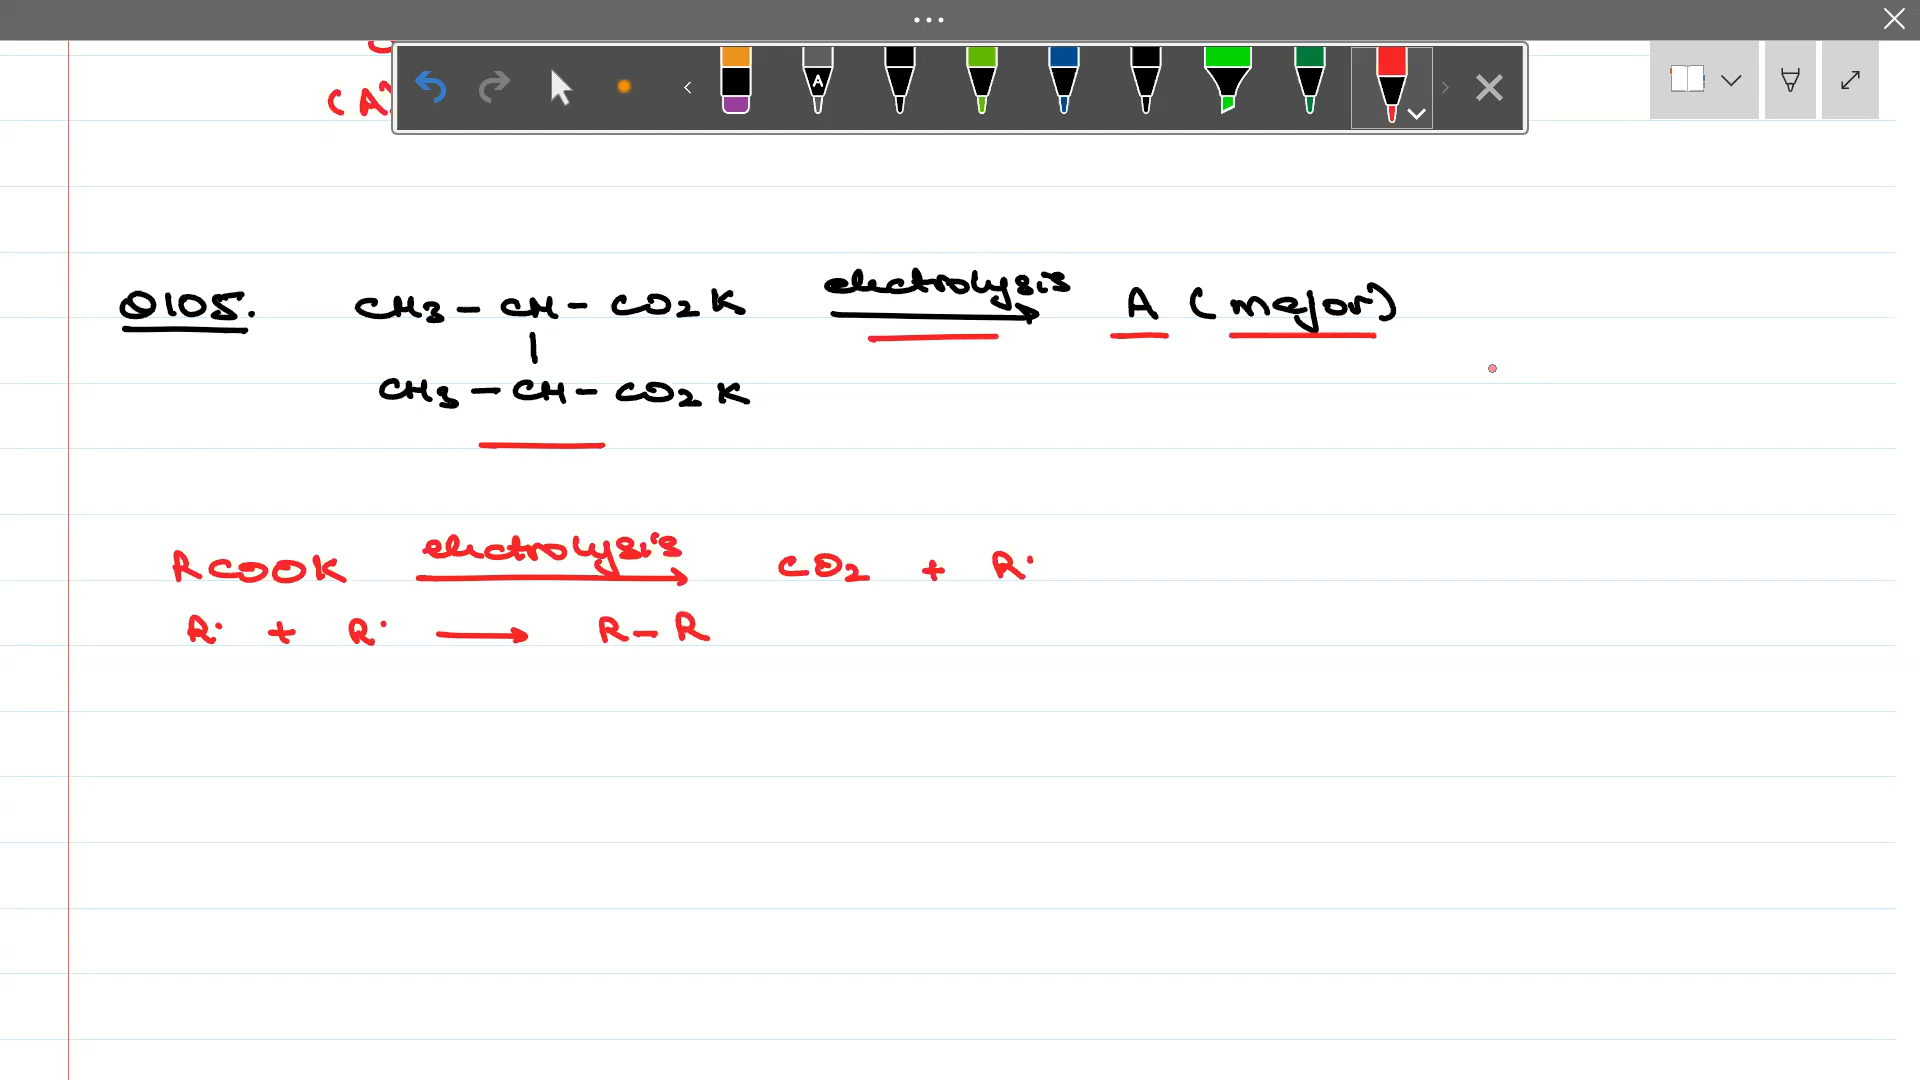 (A)
Q105. CH3 - CH - CO2K electrolysis → A (major)
|
CH3 - CH - CO2K
RCOOK electrolysis → CO2 + R·
R· + R· → R - R